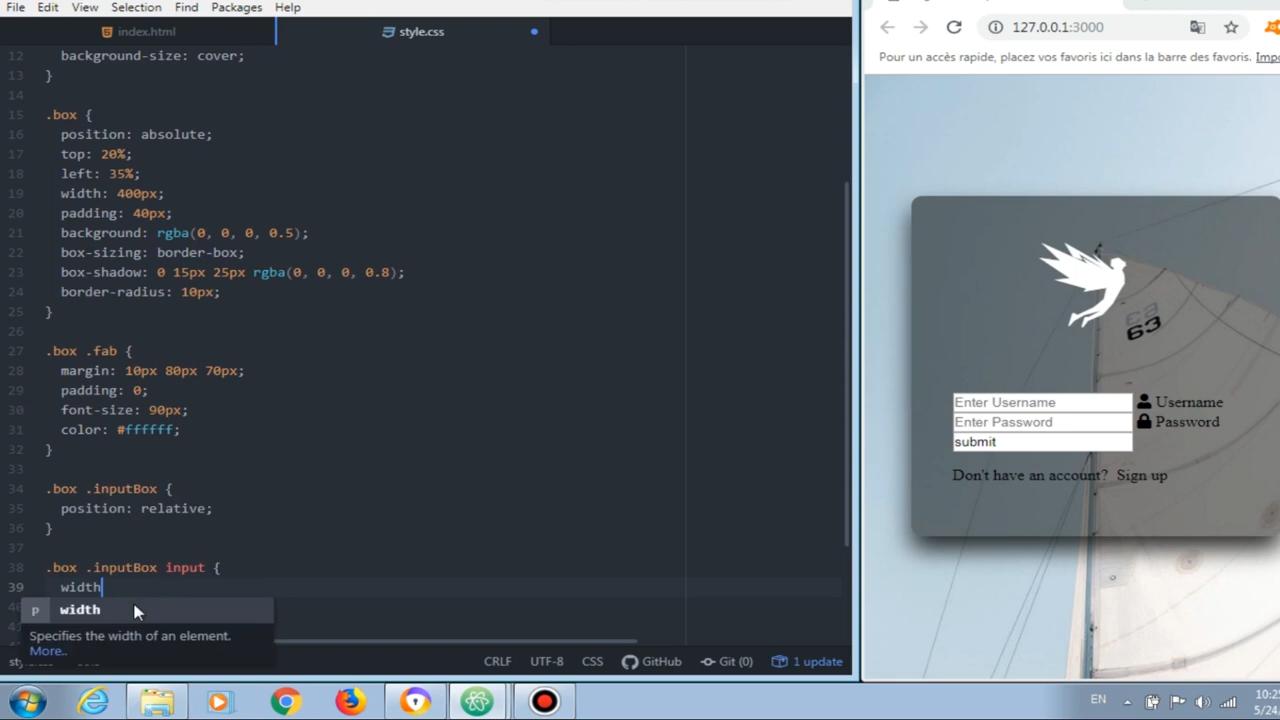 File Edit View Selection Find Packages Help
index.html
style.css
12 background-size: cover;
13 }
14
15 .box {
16 position: absolute;
17 top: 20%;
18 left: 35%;
19 width: 400px;
20 padding: 40px;
21 background: rgba(0, 0, 0, 0.5);
22 box-sizing: border-box;
23 box-shadow: 0 15px 25px rgba(0, 0, 0, 0.8);
24 border-radius: 10px;
25 }
26
27 .box .fab {
28 margin: 10px 80px 70px;
29 padding: 0;
30 font-size: 90px;
31 color: #ffffff;
32 }
33
34 .box .inputBox {
35 position: relative;
36 }
37
38 .box .inputBox input {
39 width
p width
Specifies the width of an element.
More..
CRLF UTF-8 CSS GitHub Git (0) 1 update
127.0.0.1:3000
Pour un accès rapide, placez vos favoris ici dans la barre des favoris.
63
Enter Username Username
Enter Password Password
submit
Don't have an account? Sign up
EN